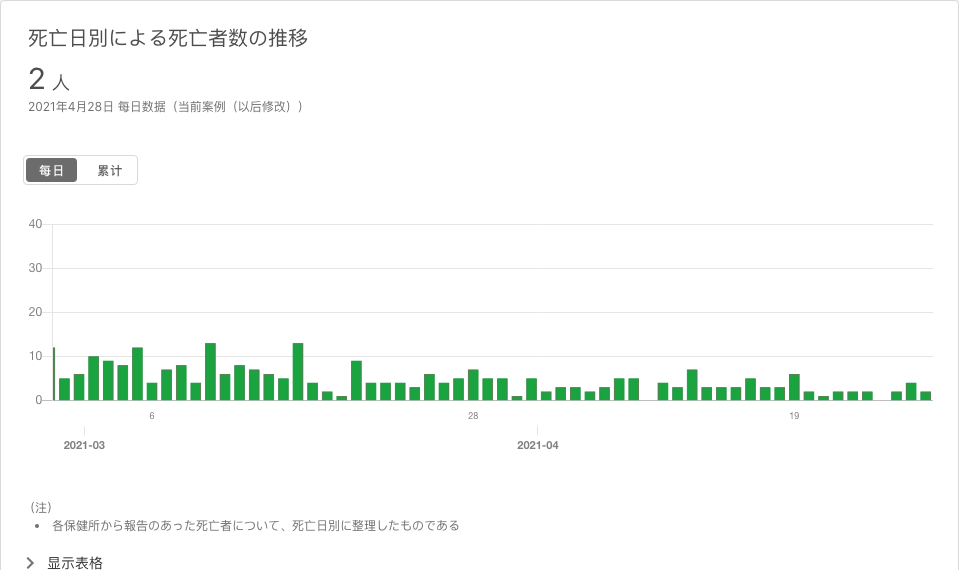 死亡日別による死亡者数の推移
2 人
2021年4月28日 每日数据（当前案例（以后修改））
每日 累计
40
30
20
10
0
6 28 19
2021-03 2021-04
（注）
• 各保健所から報告のあった死亡者について、死亡日別に整理したものである
显示表格